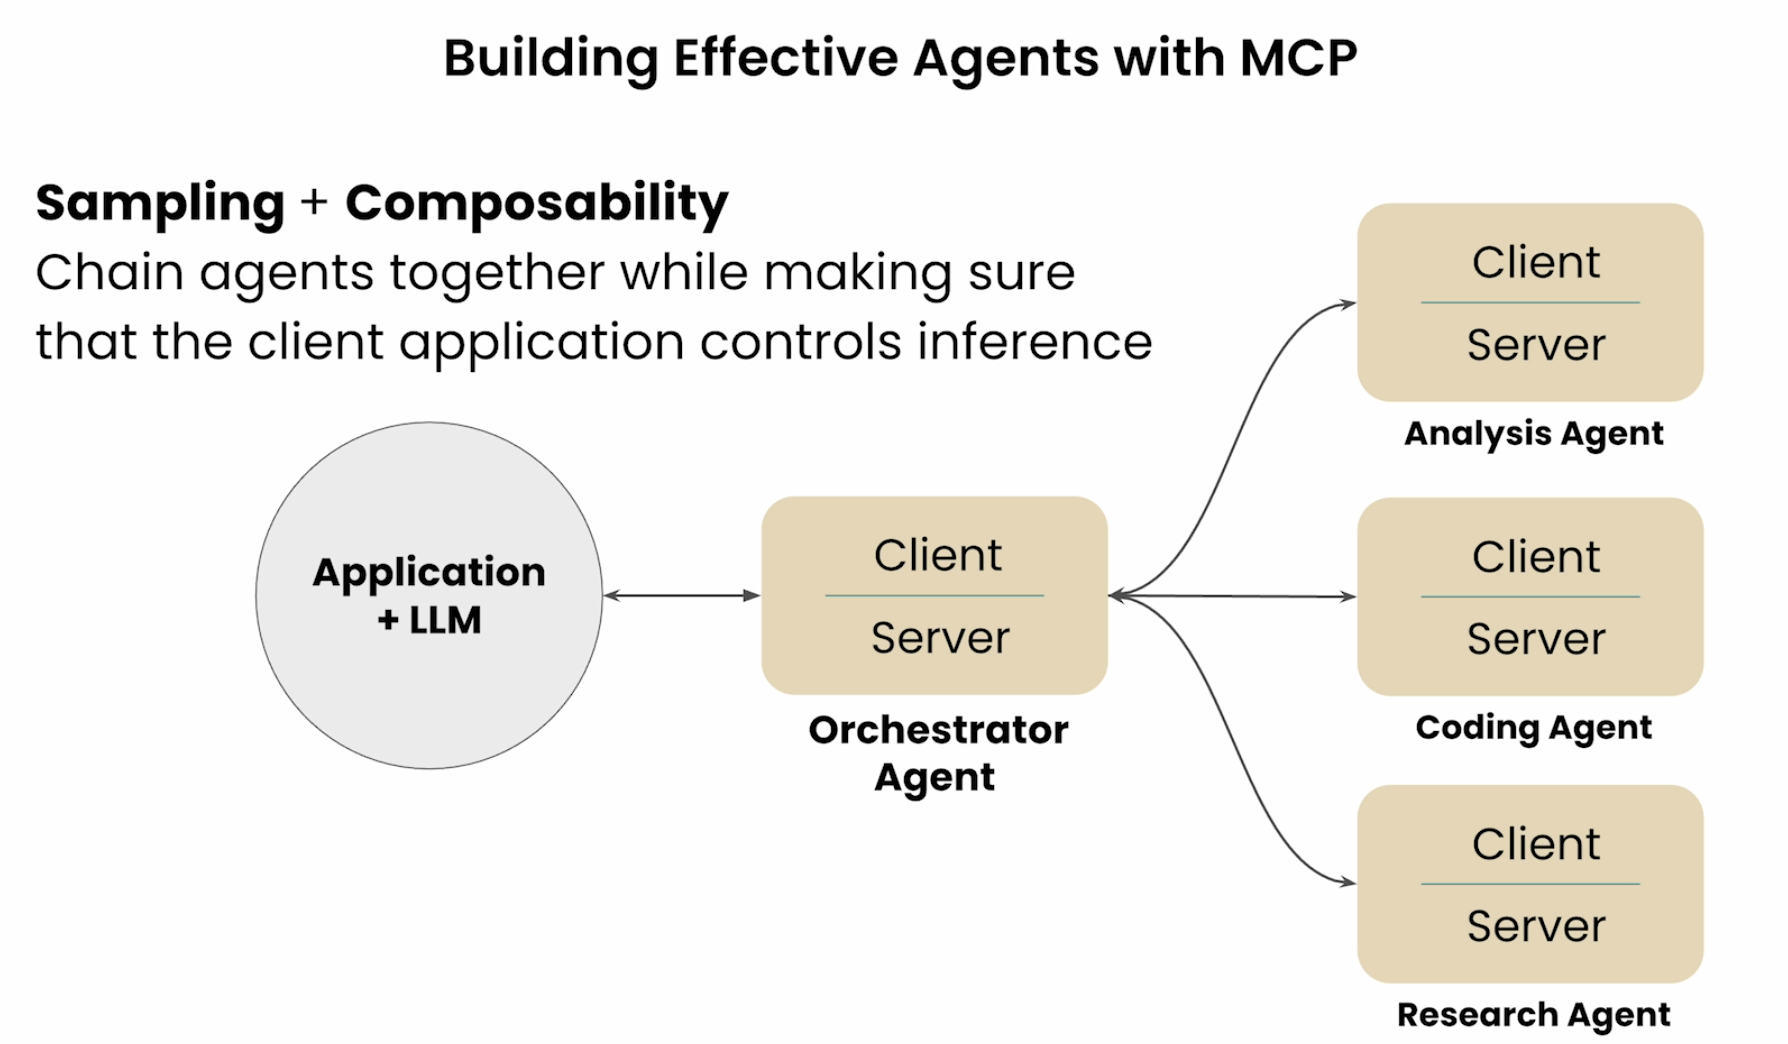 Building Effective Agents with MCP
Sampling + Composability
Chain agents together while making sure
that the client application controls inference
Application
+ LLM
Client
Server
Orchestrator
Agent
Client
Server
Analysis Agent
Client
Server
Coding Agent
Client
Server
Research Agent